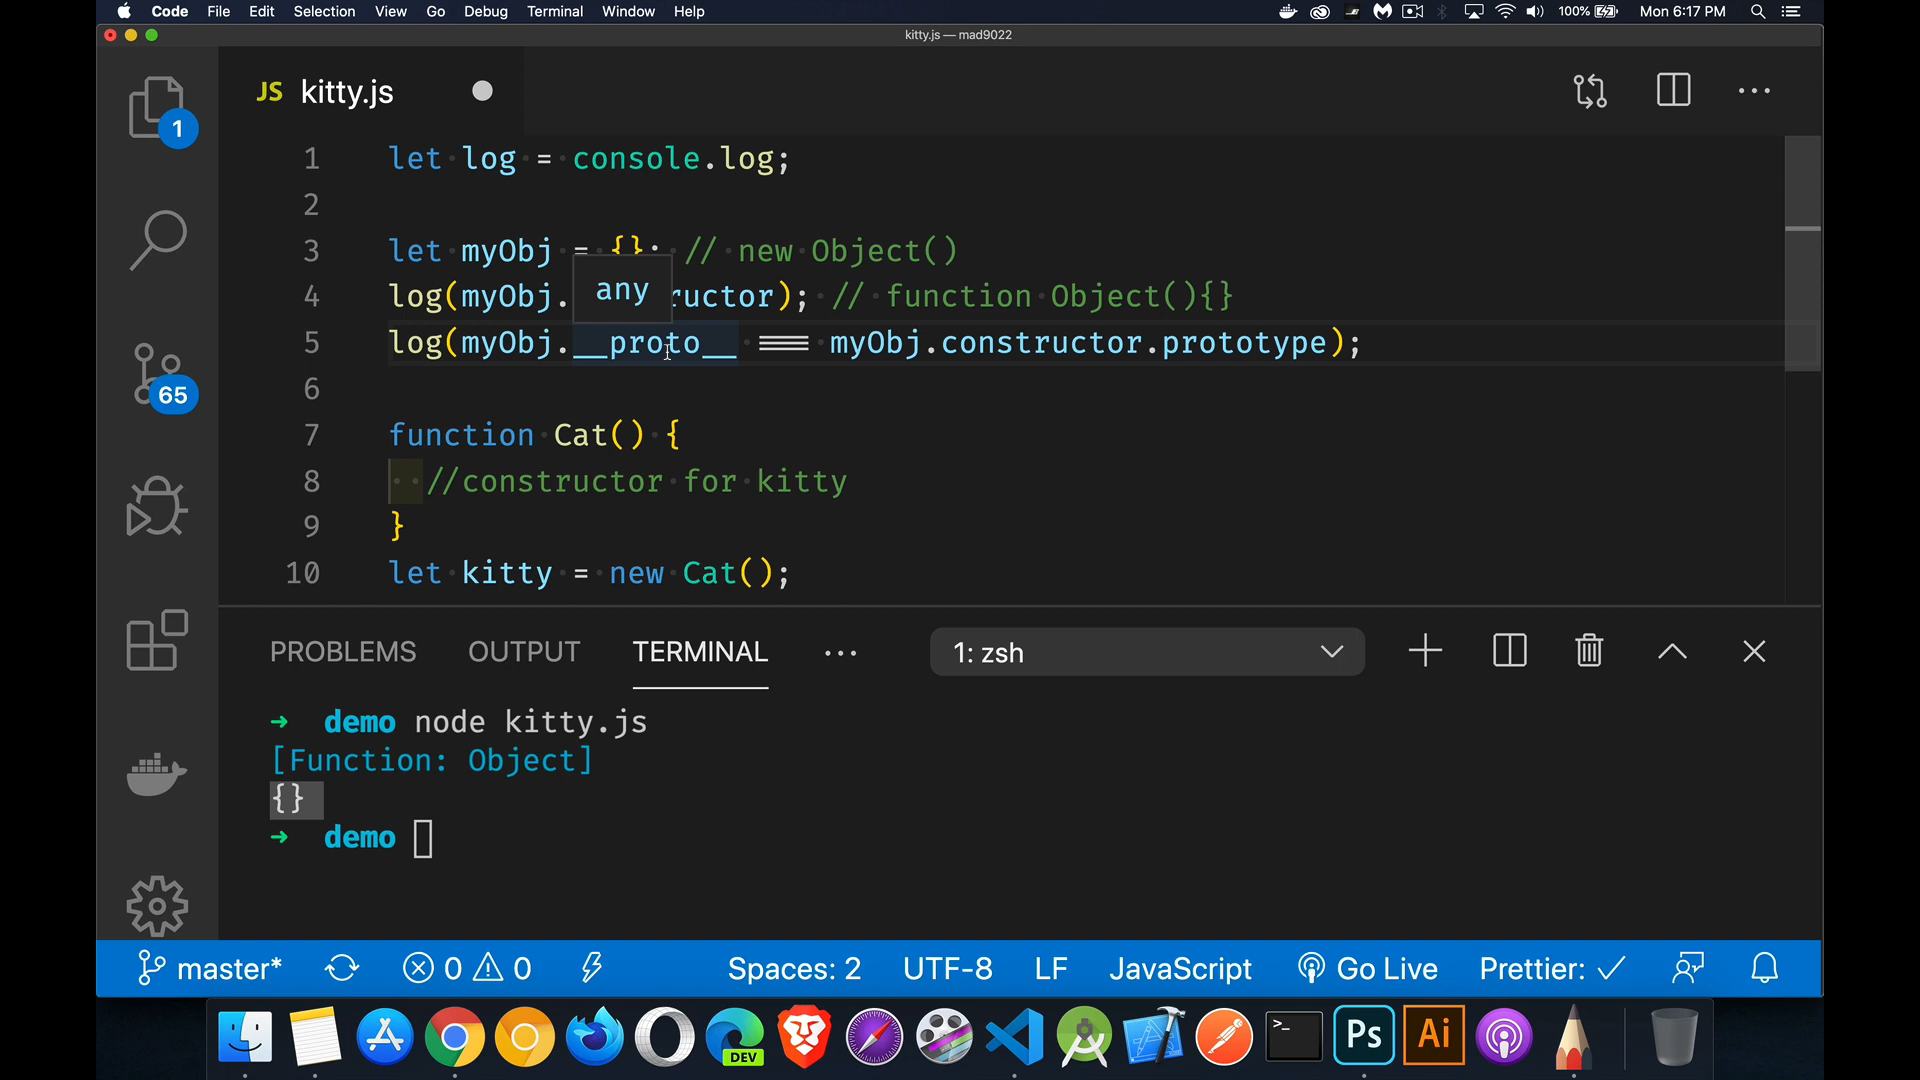 Code File Edit Selection View Go Debug Terminal Window Help 100% Mon 6:17 PM
kitty.js — mad9022
JS kitty.js
1
1 let log = console.log;
2
3 let myObj = {}; // new Object()
any
4 log(myObj. ructor); // function Object(){}
5 log(myObj.__proto__ === myObj.constructor.prototype);
6
65
7 function Cat() {
8 //constructor for kitty
9 }
10 let kitty = new Cat();
PROBLEMS OUTPUT TERMINAL ··· 1: zsh
➜ demo node kitty.js
[Function: Object]
{}
➜ demo
master* 0 0 Spaces: 2 UTF-8 LF JavaScript Go Live Prettier: ✓
DEV >_ Ps Ai